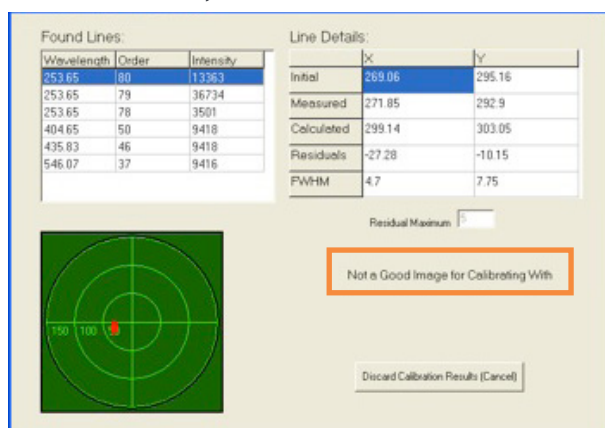 Found Lines:
Wavelength Order Intensity
253.65 80 13363
253.65 79 36734
253.65 78 3501
404.65 50 9418
435.83 46 9418
546.07 37 9416
Line Details:
X Y
Initial 269.06 295.16
Measured 271.85 292.9
Calculated 299.14 303.05
Residuals -27.28 -10.15
FWHM 4.7 7.75
Residual Maximum 5
Not a Good Image for Calibrating With
150 100
Discard Calibration Results (Cancel)